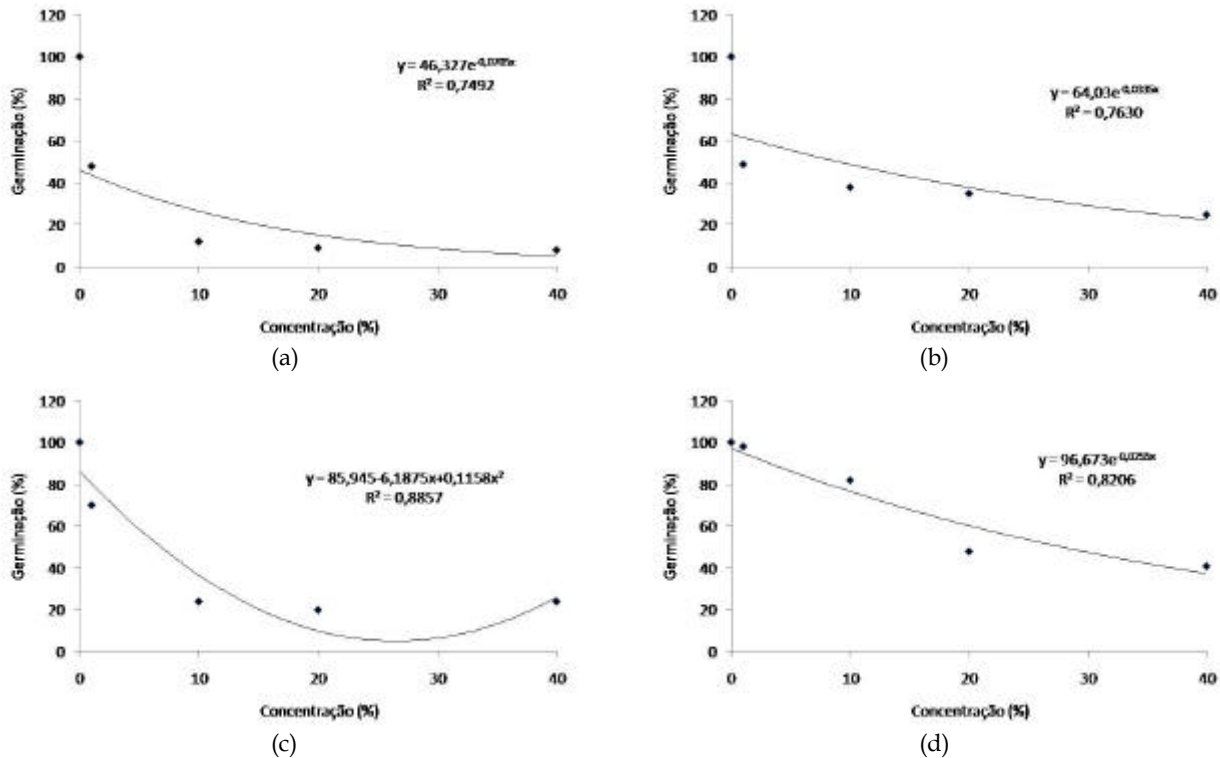 120
100
80
60
40
20
0
Germinação (%)
y = 46,327e
R² = 0,7492
0 10 20 30 40
Concentração (%)
(a)
120
100
80
60
40
20
0
Germinação (%)
y = 64,03e
R² = 0,7630
0 10 20 30 40
Concentração (%)
(b)
120
100
80
60
40
20
0
Germinação (%)
y = 85,945-6,1875x+0,1158x²
R² = 0,8857
0 10 20 30 40
Concentração (%)
(c)
120
100
80
60
40
20
0
Germinação (%)
y = 96,673e
R² = 0,8206
0 10 20 30 40
Concentração (%)
(d)